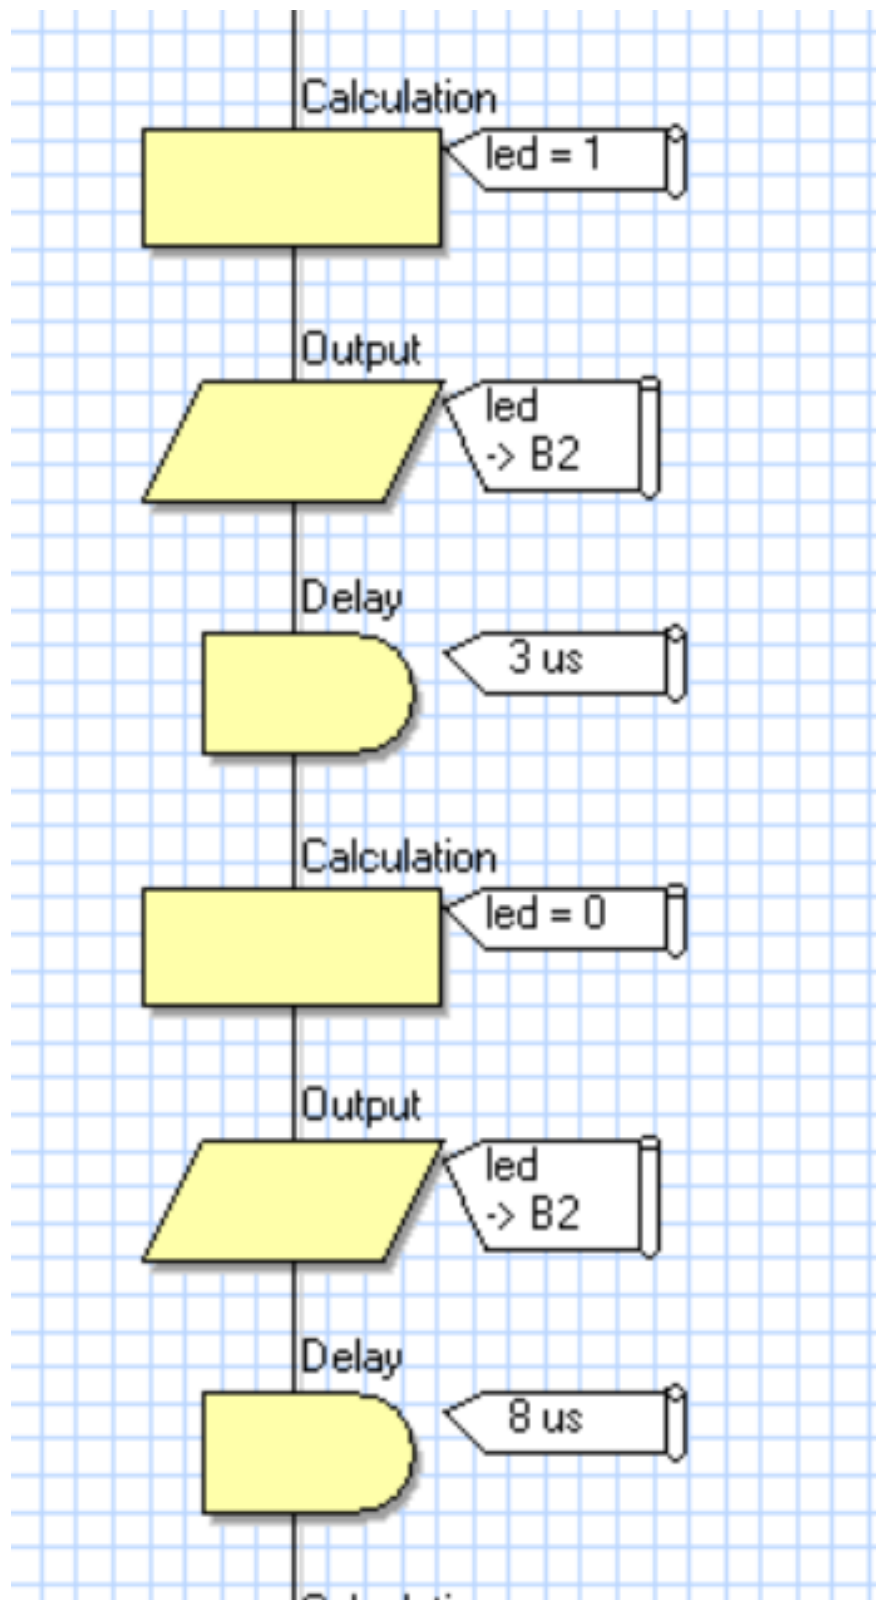 Calculation
led = 1
Output
led
-> B2
Delay
3 us
Calculation
led = 0
Output
led
-> B2
Delay
8 us